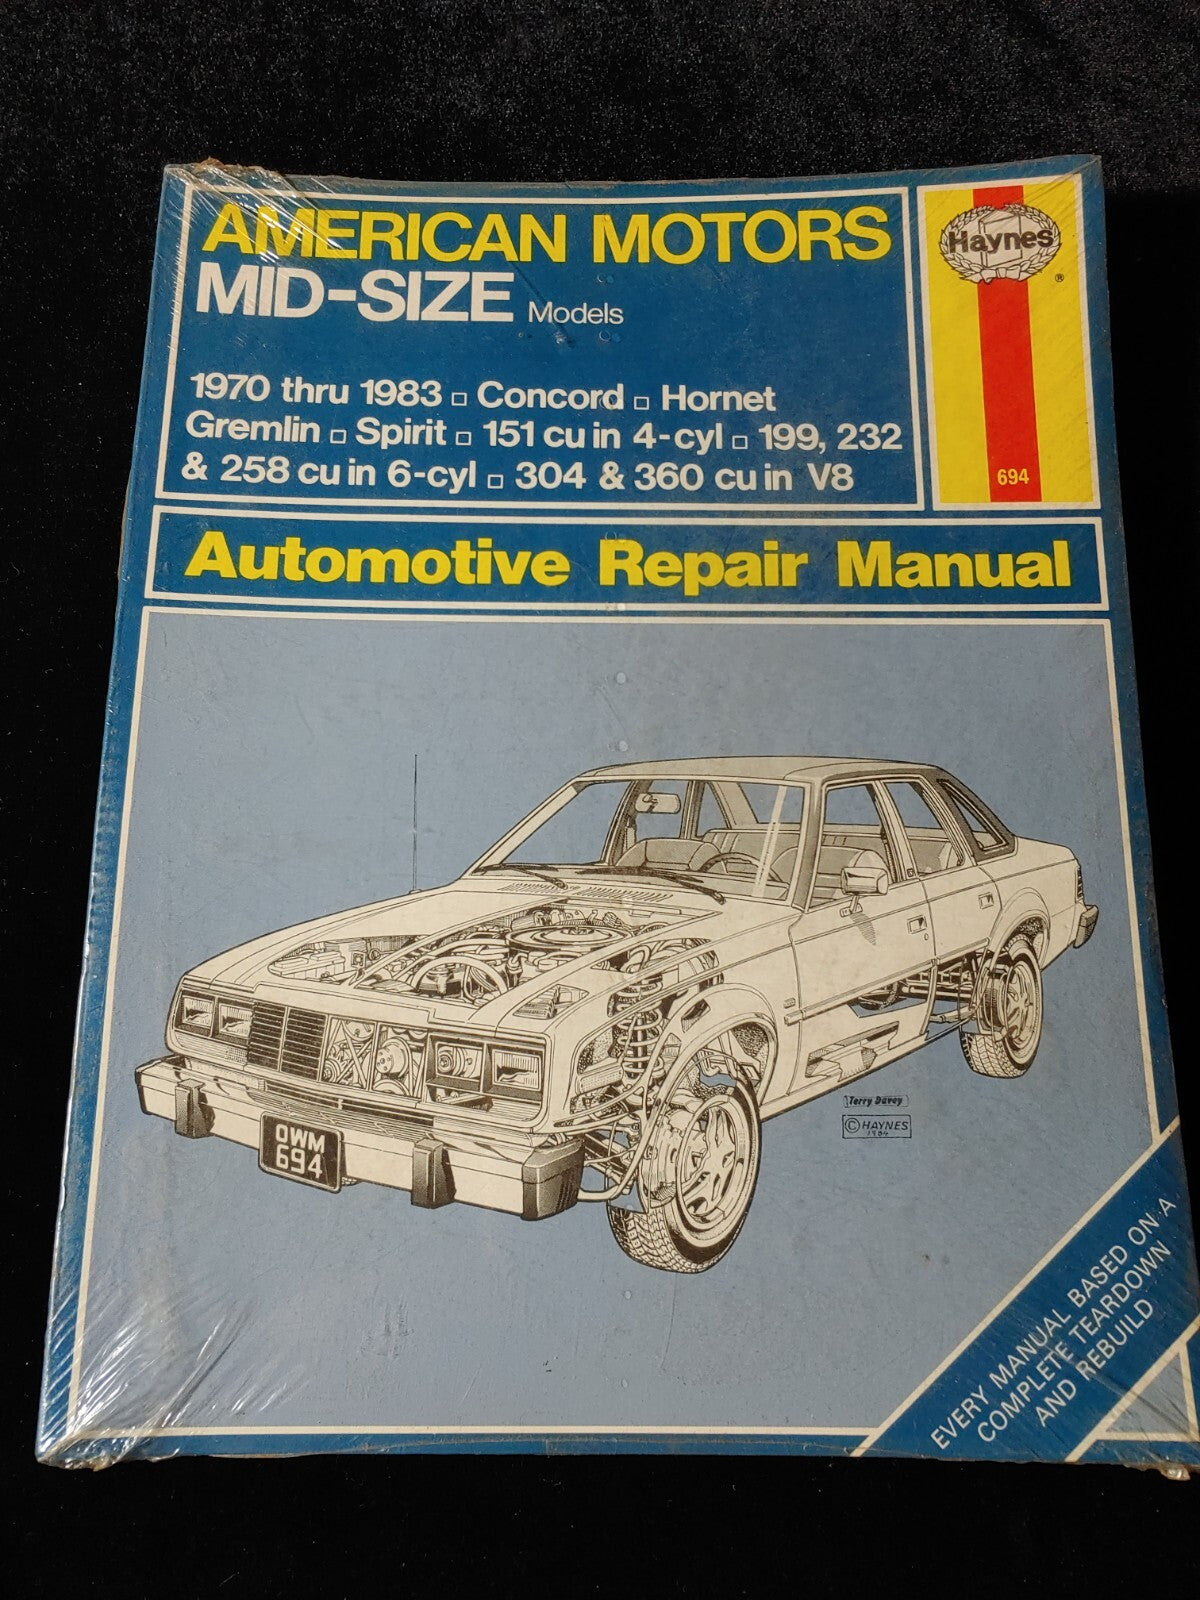 AMERICAN MOTORS
MID-SIZE Models
Haynes
®
1970 thru 1983 □ Concord □ Hornet
Gremlin □ Spirit □ 151 cu in 4-cyl □ 199, 232
& 258 cu in 6-cyl □ 304 & 360 cu in V8
694
Automotive Repair Manual
Terry Davey
© HAYNES
1984
OWM
694
EVERY MANUAL BASED ON A
COMPLETE TEARDOWN
AND REBUILD